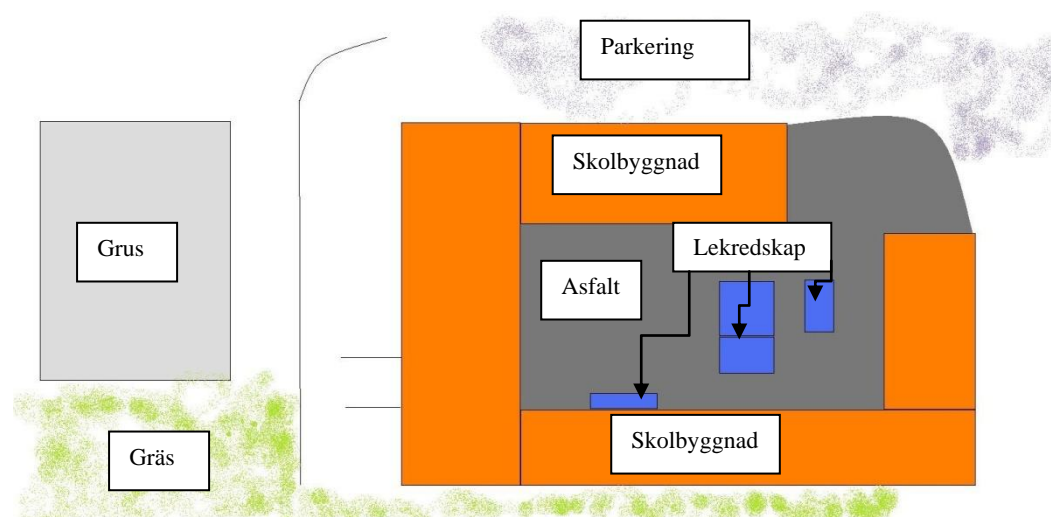 Parkering
Skolbyggnad
Grus
Lekredskap
Asfalt
Skolbyggnad
Gräs